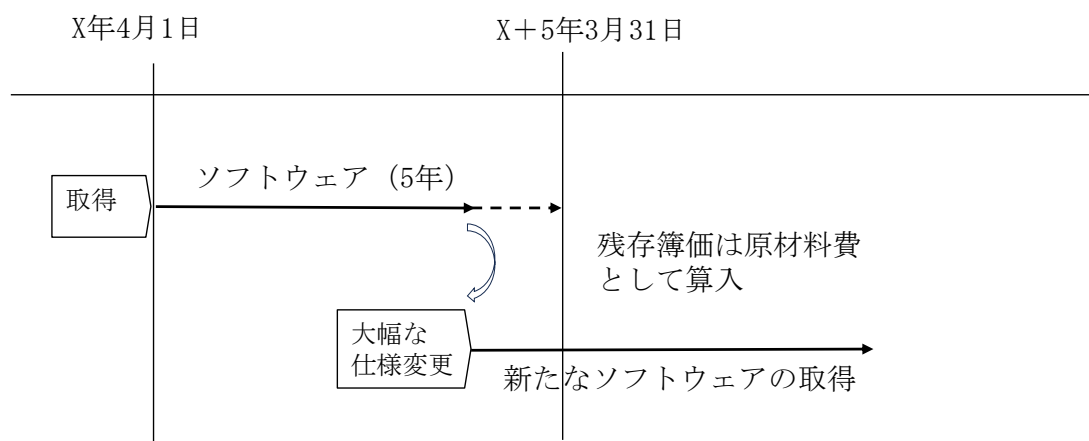 X年4月1日
X＋5年3月31日
取得
ソフトウェア（5年）
残存簿価は原材料費
として算入
大幅な
仕様変更
新たなソフトウェアの取得